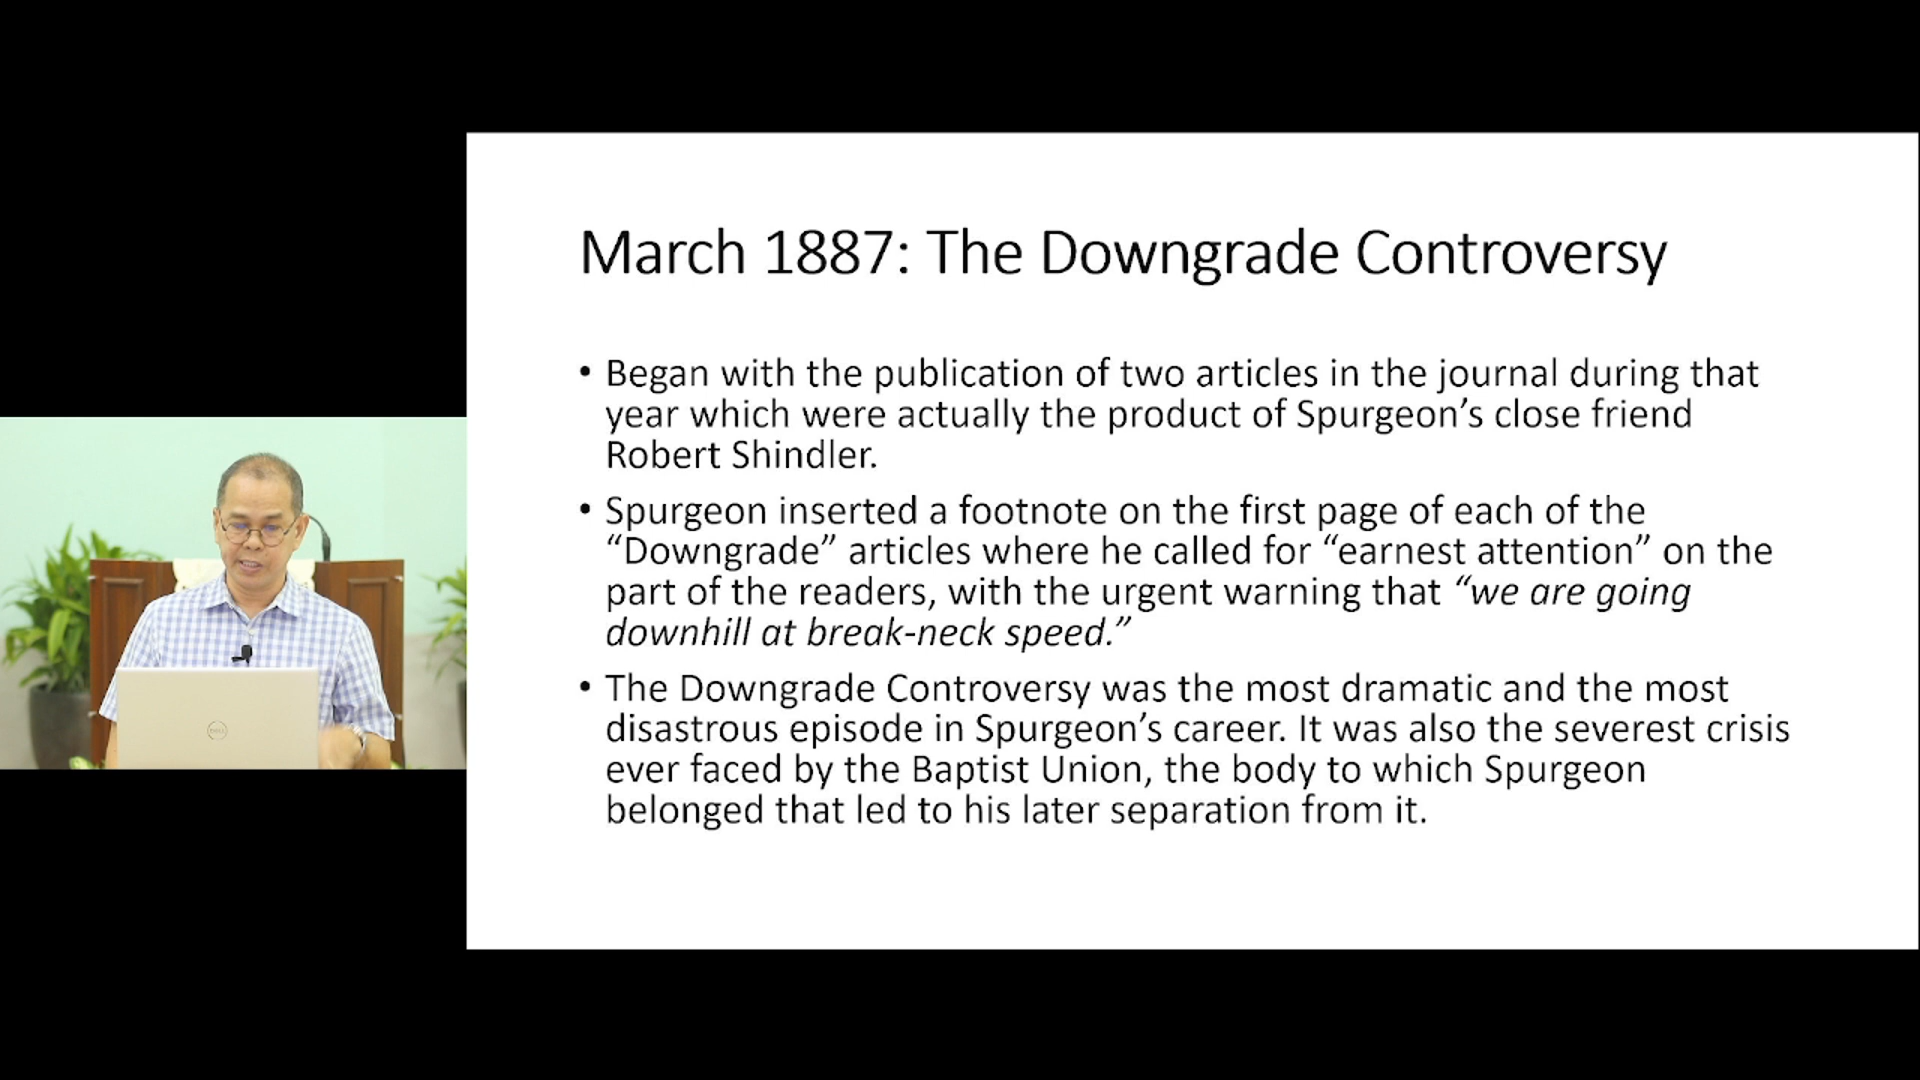 March 1887: The Downgrade Controversy
• Began with the publication of two articles in the journal during that
year which were actually the product of Spurgeon’s close friend
Robert Shindler.
• Spurgeon inserted a footnote on the first page of each of the
“Downgrade” articles where he called for “earnest attention” on the
part of the readers, with the urgent warning that “we are going
downhill at break-neck speed.”
• The Downgrade Controversy was the most dramatic and the most
disastrous episode in Spurgeon’s career. It was also the severest crisis
ever faced by the Baptist Union, the body to which Spurgeon
belonged that led to his later separation from it.
DELL